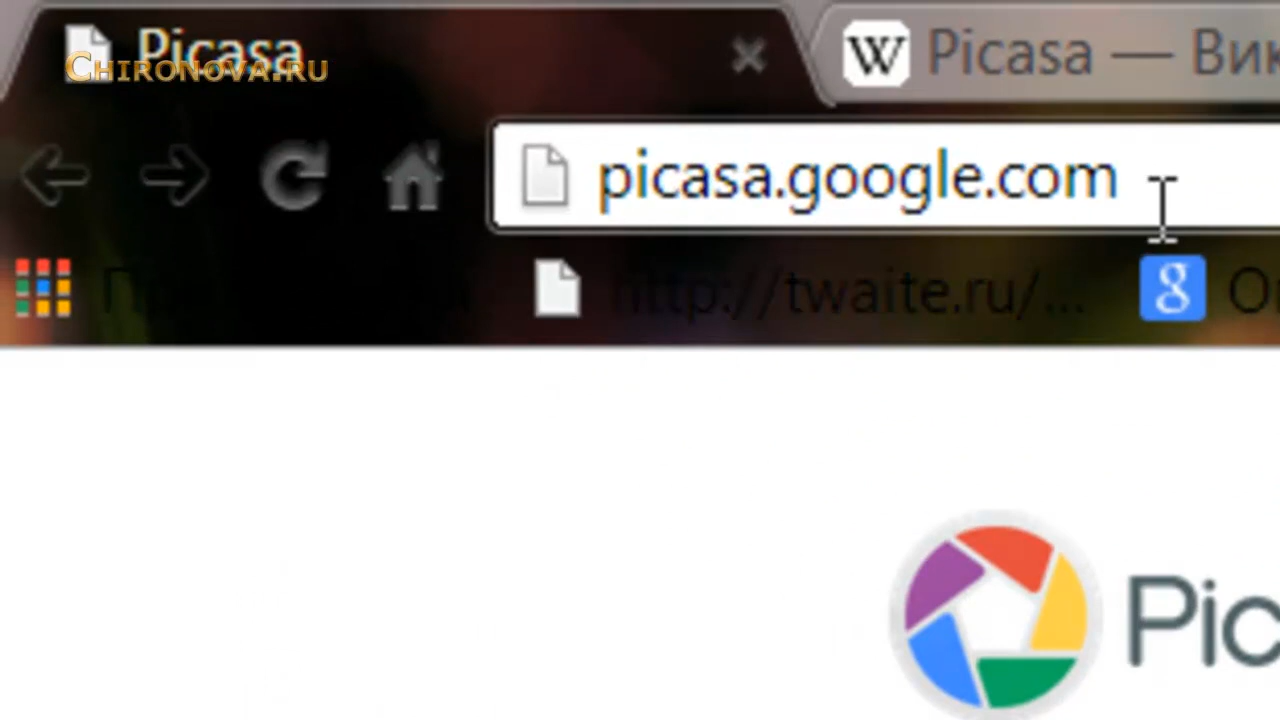 Picasa
CHIRONOVA.RU
Picasa — Вик
picasa.google.com
http://twaite.ru/...
Pic